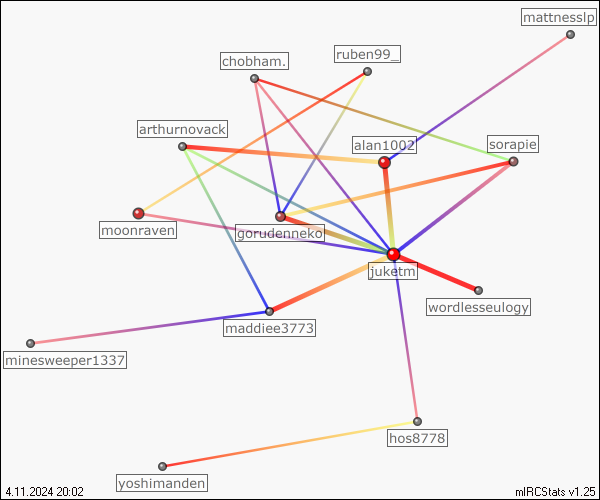 mattnesslp
ruben99_
chobham.
arthurnovack
alan1002
sorapie
moonraven
gorudenneko
juketm
wordlesseulogy
maddiee3773
minesweeper1337
hos8778
yoshimanden
4.11.2024 20:02
mIRCStats v1.25